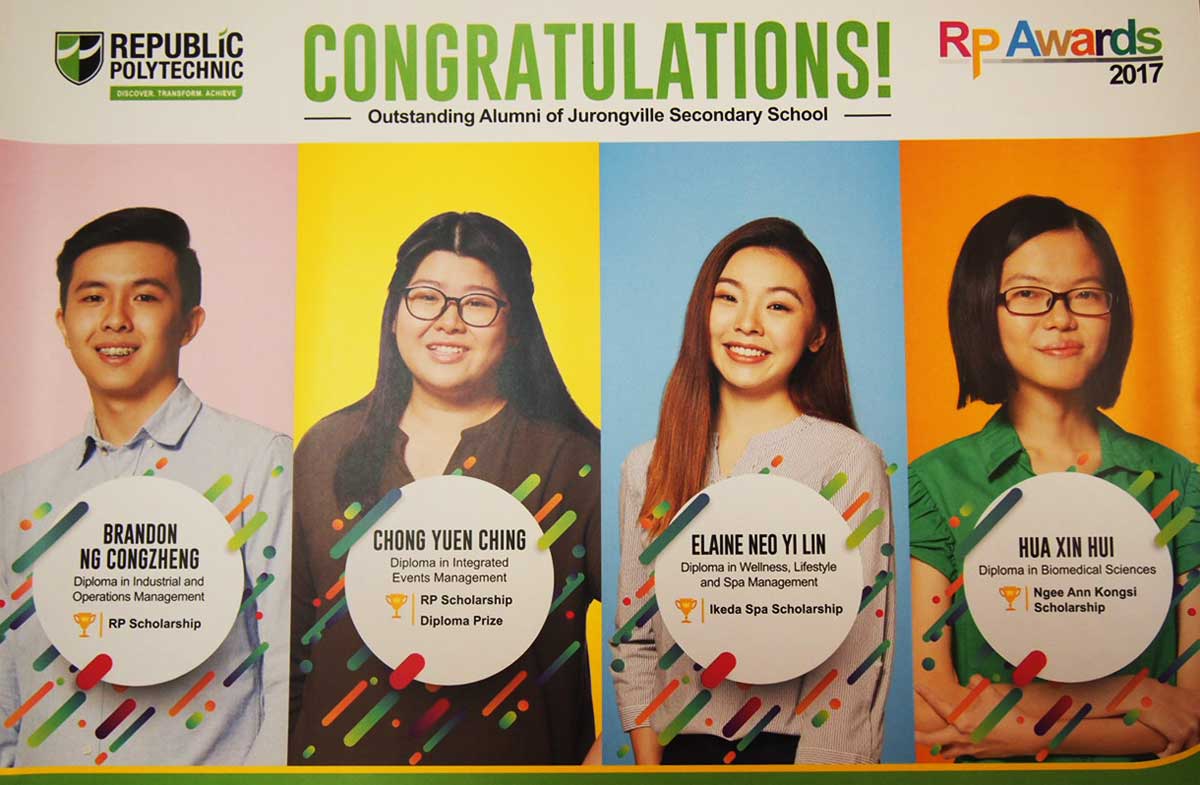 REPUBLIC
POLYTECHNIC
DISCOVER. TRANSFORM. ACHIEVE
CONGRATULATIONS!
Outstanding Alumni of Jurongville Secondary School
Rp Awards
2017
BRANDON
NG CONGZHENG
Diploma in Industrial and
Operations Management
RP Scholarship
CHONG YUEN CHING
Diploma in Integrated
Events Management
RP Scholarship
Diploma Prize
ELAINE NEO YI LIN
Diploma in Wellness, Lifestyle
and Spa Management
Ikeda Spa Scholarship
HUA XIN HUI
Diploma in Biomedical Sciences
Ngee Ann Kongsi
Scholarship